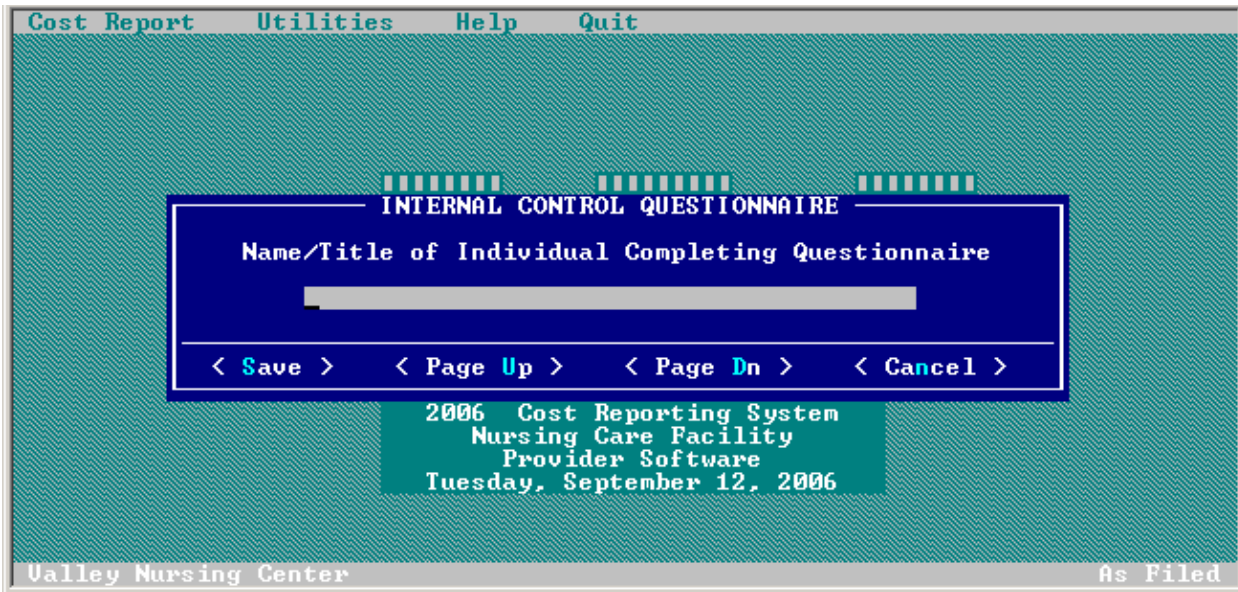 Cost Report Utilities Help Quit
INTERNAL CONTROL QUESTIONNAIRE
Name/Title of Individual Completing Questionnaire
< Save > < Page Up > < Page Dn > < Cancel >
2006 Cost Reporting System
Nursing Care Facility
Provider Software
Tuesday, September 12, 2006
Valley Nursing Center As Filed